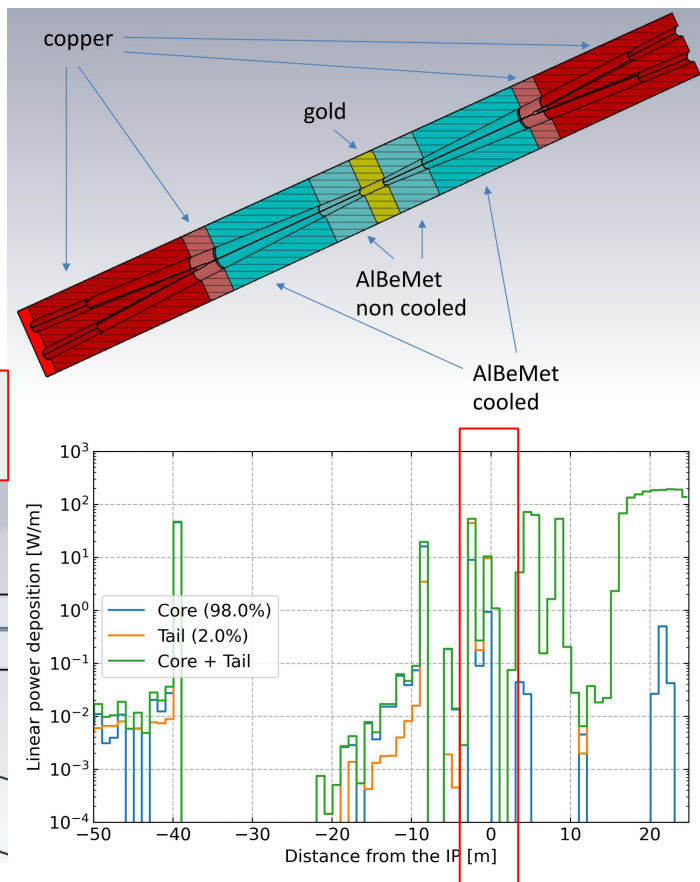 copper
gold
AlBeMet
non cooled
AlBeMet
cooled
10³
10²
10¹
10⁰
10⁻¹
10⁻²
10⁻³
10⁻⁴
Linear power deposition [W/m]
Core (98.0%)
Tail (2.0%)
Core + Tail
−50
−40
−30
−20
−10
0
10
20
Distance from the IP [m]